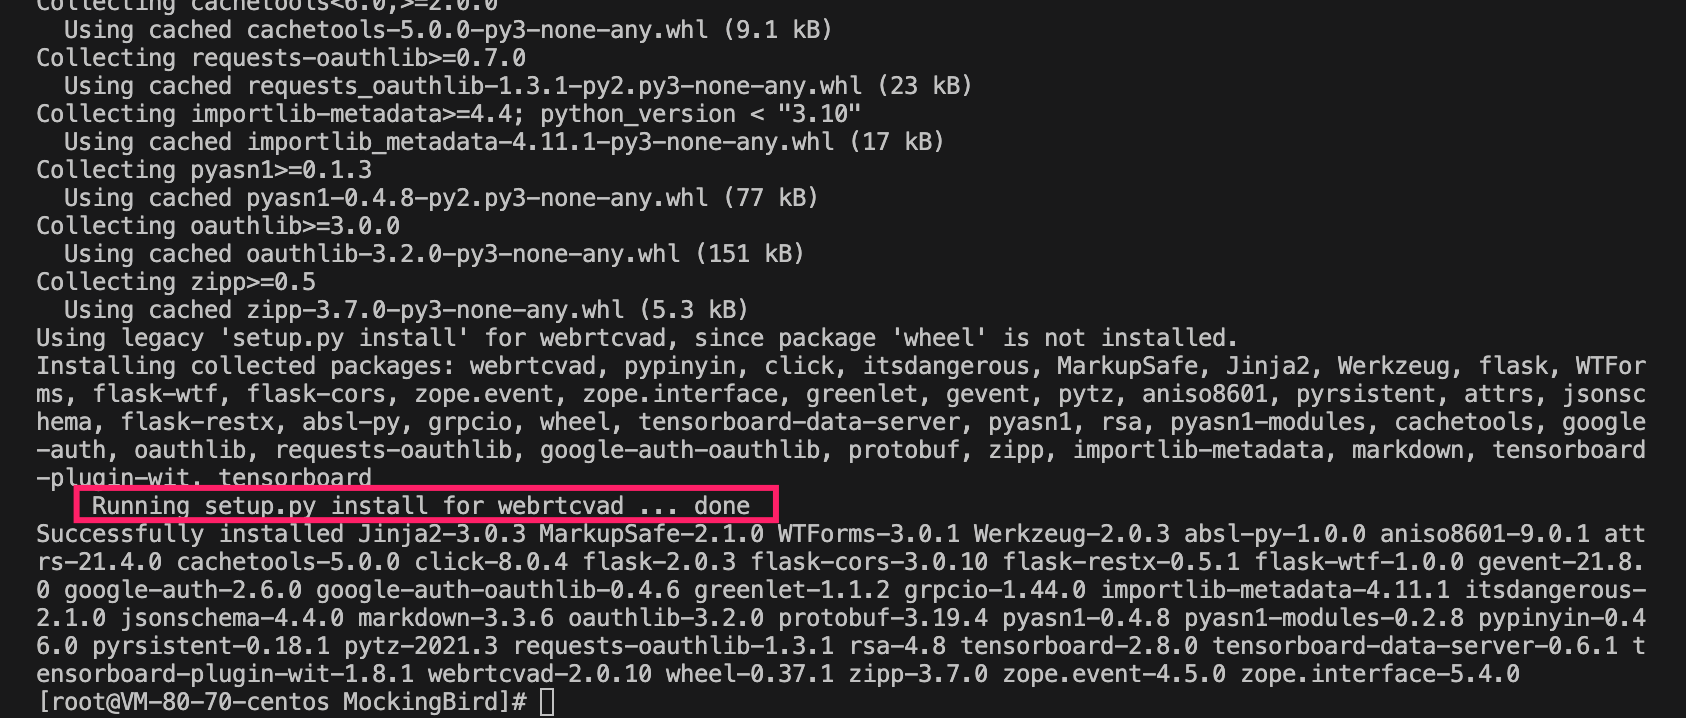 Collecting cachetools<6.0,>=2.0.0
Using cached cachetools-5.0.0-py3-none-any.whl (9.1 kB)
Collecting requests-oauthlib>=0.7.0
Using cached requests_oauthlib-1.3.1-py2.py3-none-any.whl (23 kB)
Collecting importlib-metadata>=4.4; python_version < "3.10"
Using cached importlib_metadata-4.11.1-py3-none-any.whl (17 kB)
Collecting pyasn1>=0.1.3
Using cached pyasn1-0.4.8-py2.py3-none-any.whl (77 kB)
Collecting oauthlib>=3.0.0
Using cached oauthlib-3.2.0-py3-none-any.whl (151 kB)
Collecting zipp>=0.5
Using cached zipp-3.7.0-py3-none-any.whl (5.3 kB)
Using legacy 'setup.py install' for webrtcvad, since package 'wheel' is not installed.
Installing collected packages: webrtcvad, pypinyin, click, itsdangerous, MarkupSafe, Jinja2, Werkzeug, flask, WTFor
ms, flask-wtf, flask-cors, zope.event, zope.interface, greenlet, gevent, pytz, aniso8601, pyrsistent, attrs, jsonsc
hema, flask-restx, absl-py, grpcio, wheel, tensorboard-data-server, pyasn1, rsa, pyasn1-modules, cachetools, google
-auth, oauthlib, requests-oauthlib, google-auth-oauthlib, protobuf, zipp, importlib-metadata, markdown, tensorboard
-plugin-wit, tensorboard
Running setup.py install for webrtcvad ... done
Successfully installed Jinja2-3.0.3 MarkupSafe-2.1.0 WTForms-3.0.1 Werkzeug-2.0.3 absl-py-1.0.0 aniso8601-9.0.1 att
rs-21.4.0 cachetools-5.0.0 click-8.0.4 flask-2.0.3 flask-cors-3.0.10 flask-restx-0.5.1 flask-wtf-1.0.0 gevent-21.8.
0 google-auth-2.6.0 google-auth-oauthlib-0.4.6 greenlet-1.1.2 grpcio-1.44.0 importlib-metadata-4.11.1 itsdangerous-
2.1.0 jsonschema-4.4.0 markdown-3.3.6 oauthlib-3.2.0 protobuf-3.19.4 pyasn1-0.4.8 pyasn1-modules-0.2.8 pypinyin-0.4
6.0 pyrsistent-0.18.1 pytz-2021.3 requests-oauthlib-1.3.1 rsa-4.8 tensorboard-2.8.0 tensorboard-data-server-0.6.1 t
ensorboard-plugin-wit-1.8.1 webrtcvad-2.0.10 wheel-0.37.1 zipp-3.7.0 zope.event-4.5.0 zope.interface-5.4.0
[root@VM-80-70-centos MockingBird]#